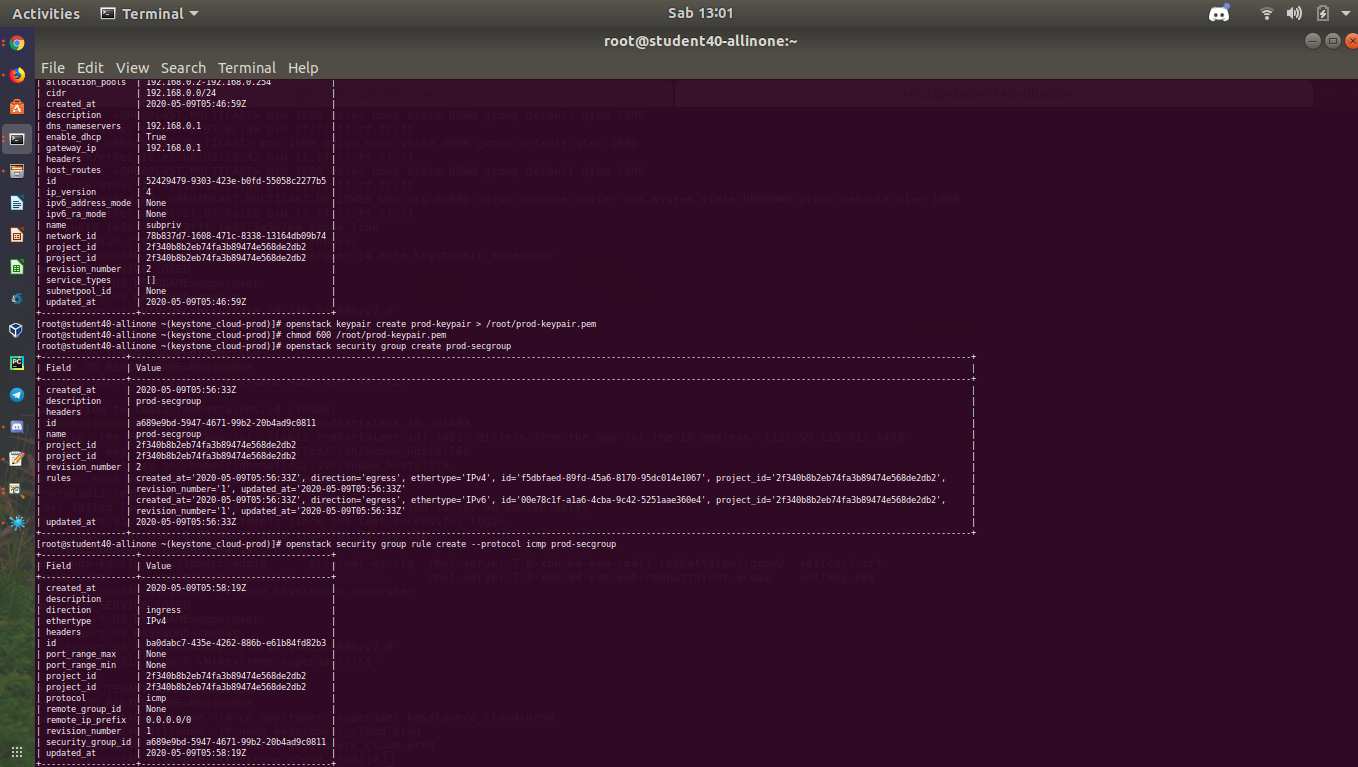 Activities Terminal Sab 13:01
root@student40-allinone:~
File Edit View Search Terminal Help
| allocation_pools | 192.168.0.2-192.168.0.254 |
| cidr | 192.168.0.0/24 |
| created_at | 2020-05-09T05:46:59Z |
| description | |
| dns_nameservers | 192.168.0.1 |
| enable_dhcp | True |
| gateway_ip | 192.168.0.1 |
| headers | |
| host_routes | |
| id | 52429479-9303-423e-b0fd-55058c2277b5 |
| ip_version | 4 |
| ipv6_address_mode | None |
| ipv6_ra_mode | None |
| name | subpriv |
| network_id | 78b837d7-1608-471c-8338-13164db09b74 |
| project_id | 2f340b8b2eb74fa3b89474e568de2db2 |
| project_id | 2f340b8b2eb74fa3b89474e568de2db2 |
| revision_number | 2 |
| service_types | [] |
| subnetpool_id | None |
| updated_at | 2020-05-09T05:46:59Z |
[root@student40-allinone ~(keystone_cloud-prod)]# openstack keypair create prod-keypair > /root/prod-keypair.pem
[root@student40-allinone ~(keystone_cloud-prod)]# chmod 600 /root/prod-keypair.pem
[root@student40-allinone ~(keystone_cloud-prod)]# openstack security group create prod-secgroup
| Field | Value |
| created_at | 2020-05-09T05:56:33Z |
| description | prod-secgroup |
| headers | |
| id | a689e9bd-5947-4671-99b2-20b4ad9c0811 |
| name | prod-secgroup |
| project_id | 2f340b8b2eb74fa3b89474e568de2db2 |
| project_id | 2f340b8b2eb74fa3b89474e568de2db2 |
| revision_number | 2 |
| rules | created_at='2020-05-09T05:56:33Z', direction='egress', ethertype='IPv4', id='f5dbfaed-89fd-45a6-8170-95dc014e1067', project_id='2f340b8b2eb74fa3b89474e568de2db2', |
| | revision_number='1', updated_at='2020-05-09T05:56:33Z' |
| | created_at='2020-05-09T05:56:33Z', direction='egress', ethertype='IPv6', id='00e78c1f-a1a6-4cba-9c42-5251aae360e4', project_id='2f340b8b2eb74fa3b89474e568de2db2', |
| | revision_number='1', updated_at='2020-05-09T05:56:33Z' |
| updated_at | 2020-05-09T05:56:33Z |
[root@student40-allinone ~(keystone_cloud-prod)]# openstack security group rule create --protocol icmp prod-secgroup
| Field | Value |
| created_at | 2020-05-09T05:58:19Z |
| description | |
| direction | ingress |
| ethertype | IPv4 |
| headers | |
| id | ba0dabc7-435e-4262-886b-e61b84fd82b3 |
| port_range_max | None |
| port_range_min | None |
| project_id | 2f340b8b2eb74fa3b89474e568de2db2 |
| project_id | 2f340b8b2eb74fa3b89474e568de2db2 |
| protocol | icmp |
| remote_group_id | None |
| remote_ip_prefix | 0.0.0.0/0 |
| revision_number | 1 |
| security_group_id | a689e9bd-5947-4671-99b2-20b4ad9c0811 |
| updated_at | 2020-05-09T05:58:19Z |